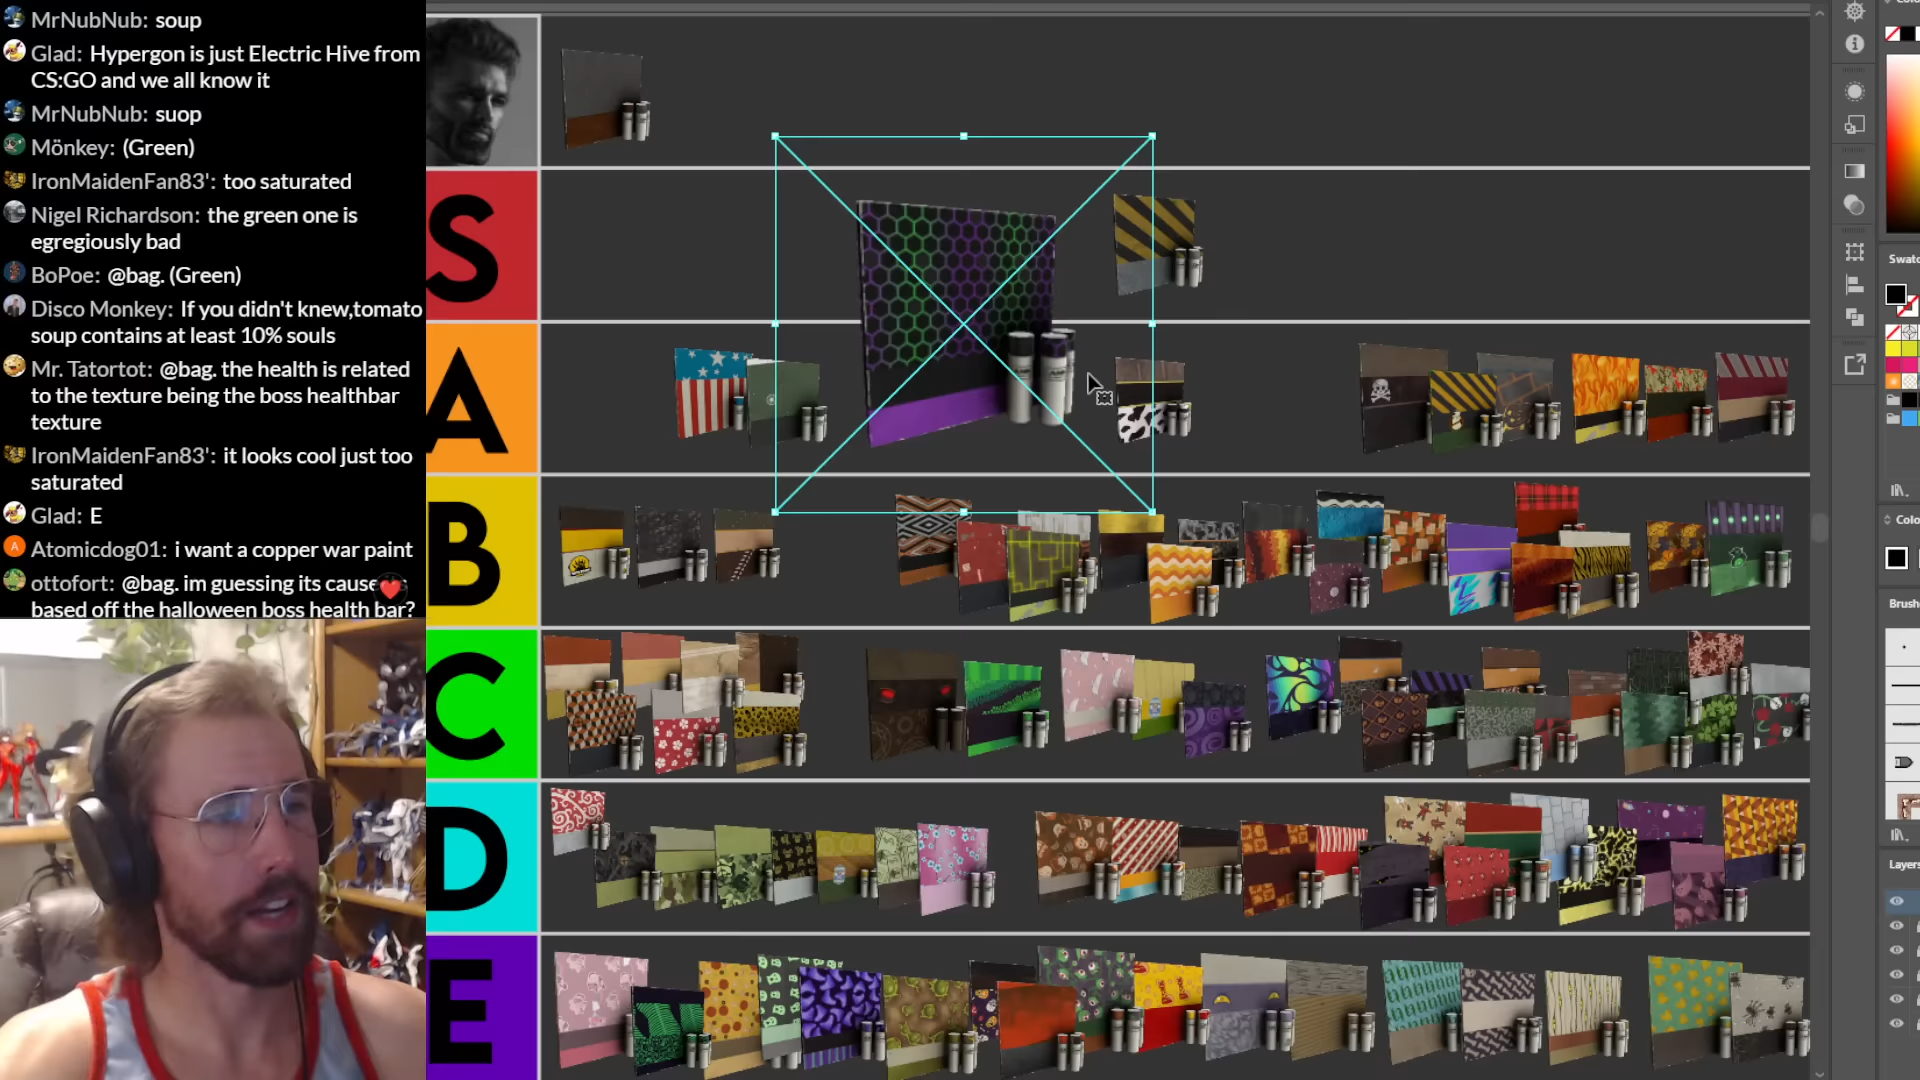 MrNubNub: soup
Glad: Hypergon is just Electric Hive from
CS:GO and we all know it
MrNubNub: suop
Mönkey: (Green)
IronMaidenFan83': too saturated
Nigel Richardson: the green one is
egregiously bad
BoPoe: @bag. (Green)
Disco Monkey: If you didn't knew,tomato
soup contains at least 10% souls
Mr. Tatortot: @bag. the health is related
to the texture being the boss healthbar
texture
IronMaidenFan83': it looks cool just too
saturated
Glad: E
A
Atomicdog01: i want a copper war paint
ottofort: @bag. im guessing its cause
based off the halloween boss health bar?
S
A
B
C
D
E
Swatc
Colo
Brush
Layers